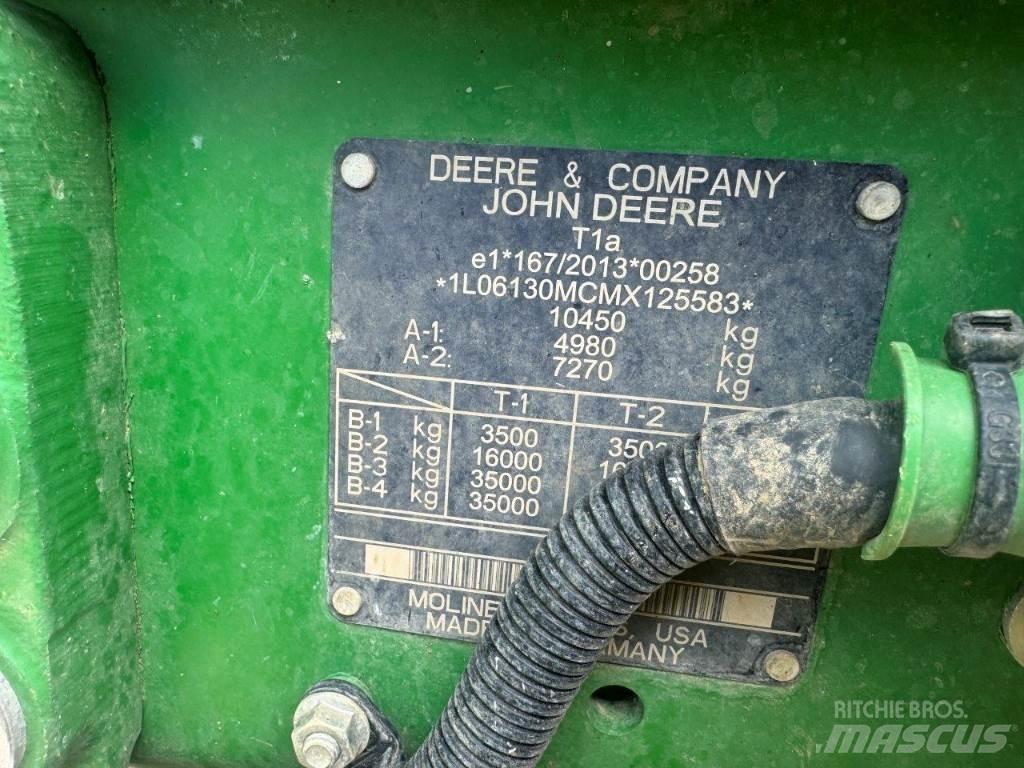 DEERE & COMPANY
JOHN DEERE
T1a
e1*167/2013*00258
*1L06130MCMX125583*
10450 kg
A-1: 4980 kg
A-2: 7270 kg
T-1 T-2
B-1 kg 3500
B-2 kg 16000
B-3 kg 35000
B-4 kg 35000
MOLINE USA
MADE
RITCHIE BROS.
MASCUS